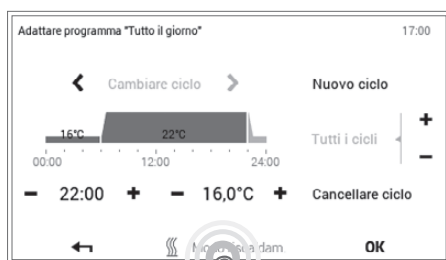 Adattare programma "Tutto il giorno" 17:00
Cambiare ciclo Nuovo ciclo
16°C 22°C
Tutti i cicli +
00:00 12:00 24:00 −
− 22:00 + − 16,0°C + Cancellare ciclo
OK